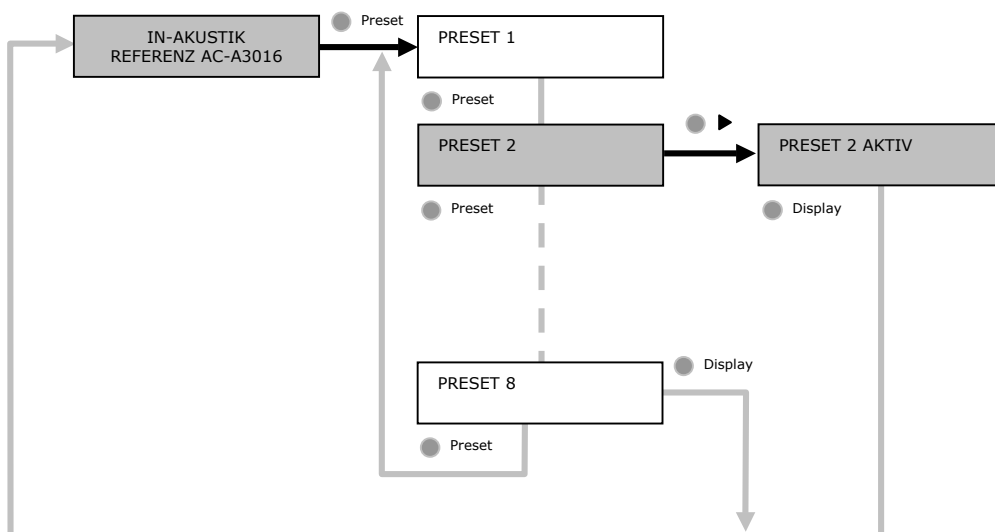 IN-AKUSTIK
REFERENZ AC-A3016
Preset
PRESET 1
Preset
PRESET 2
PRESET 2 AKTIV
Preset
Display
PRESET 8
Display
Preset